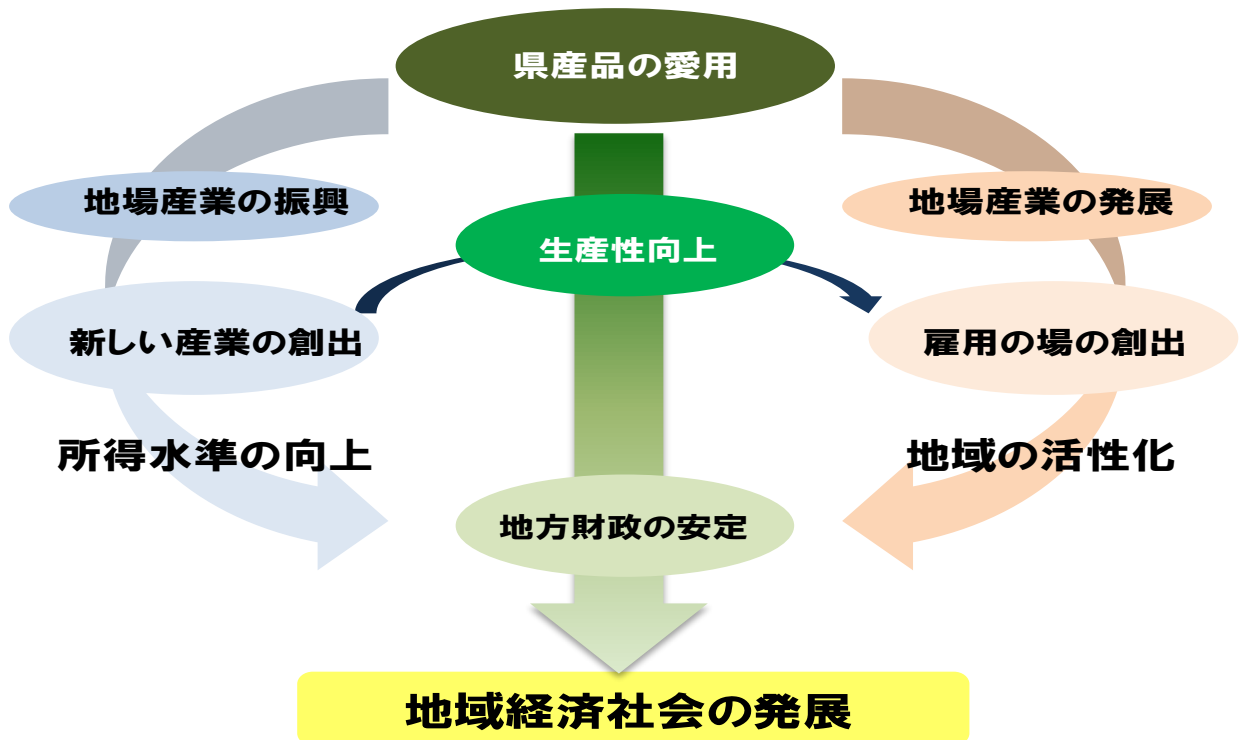 県産品の愛用
地場産業の振興
地場産業の発展
生産性向上
新しい産業の創出
雇用の場の創出
所得水準の向上
地域の活性化
地方財政の安定
地域経済社会の発展